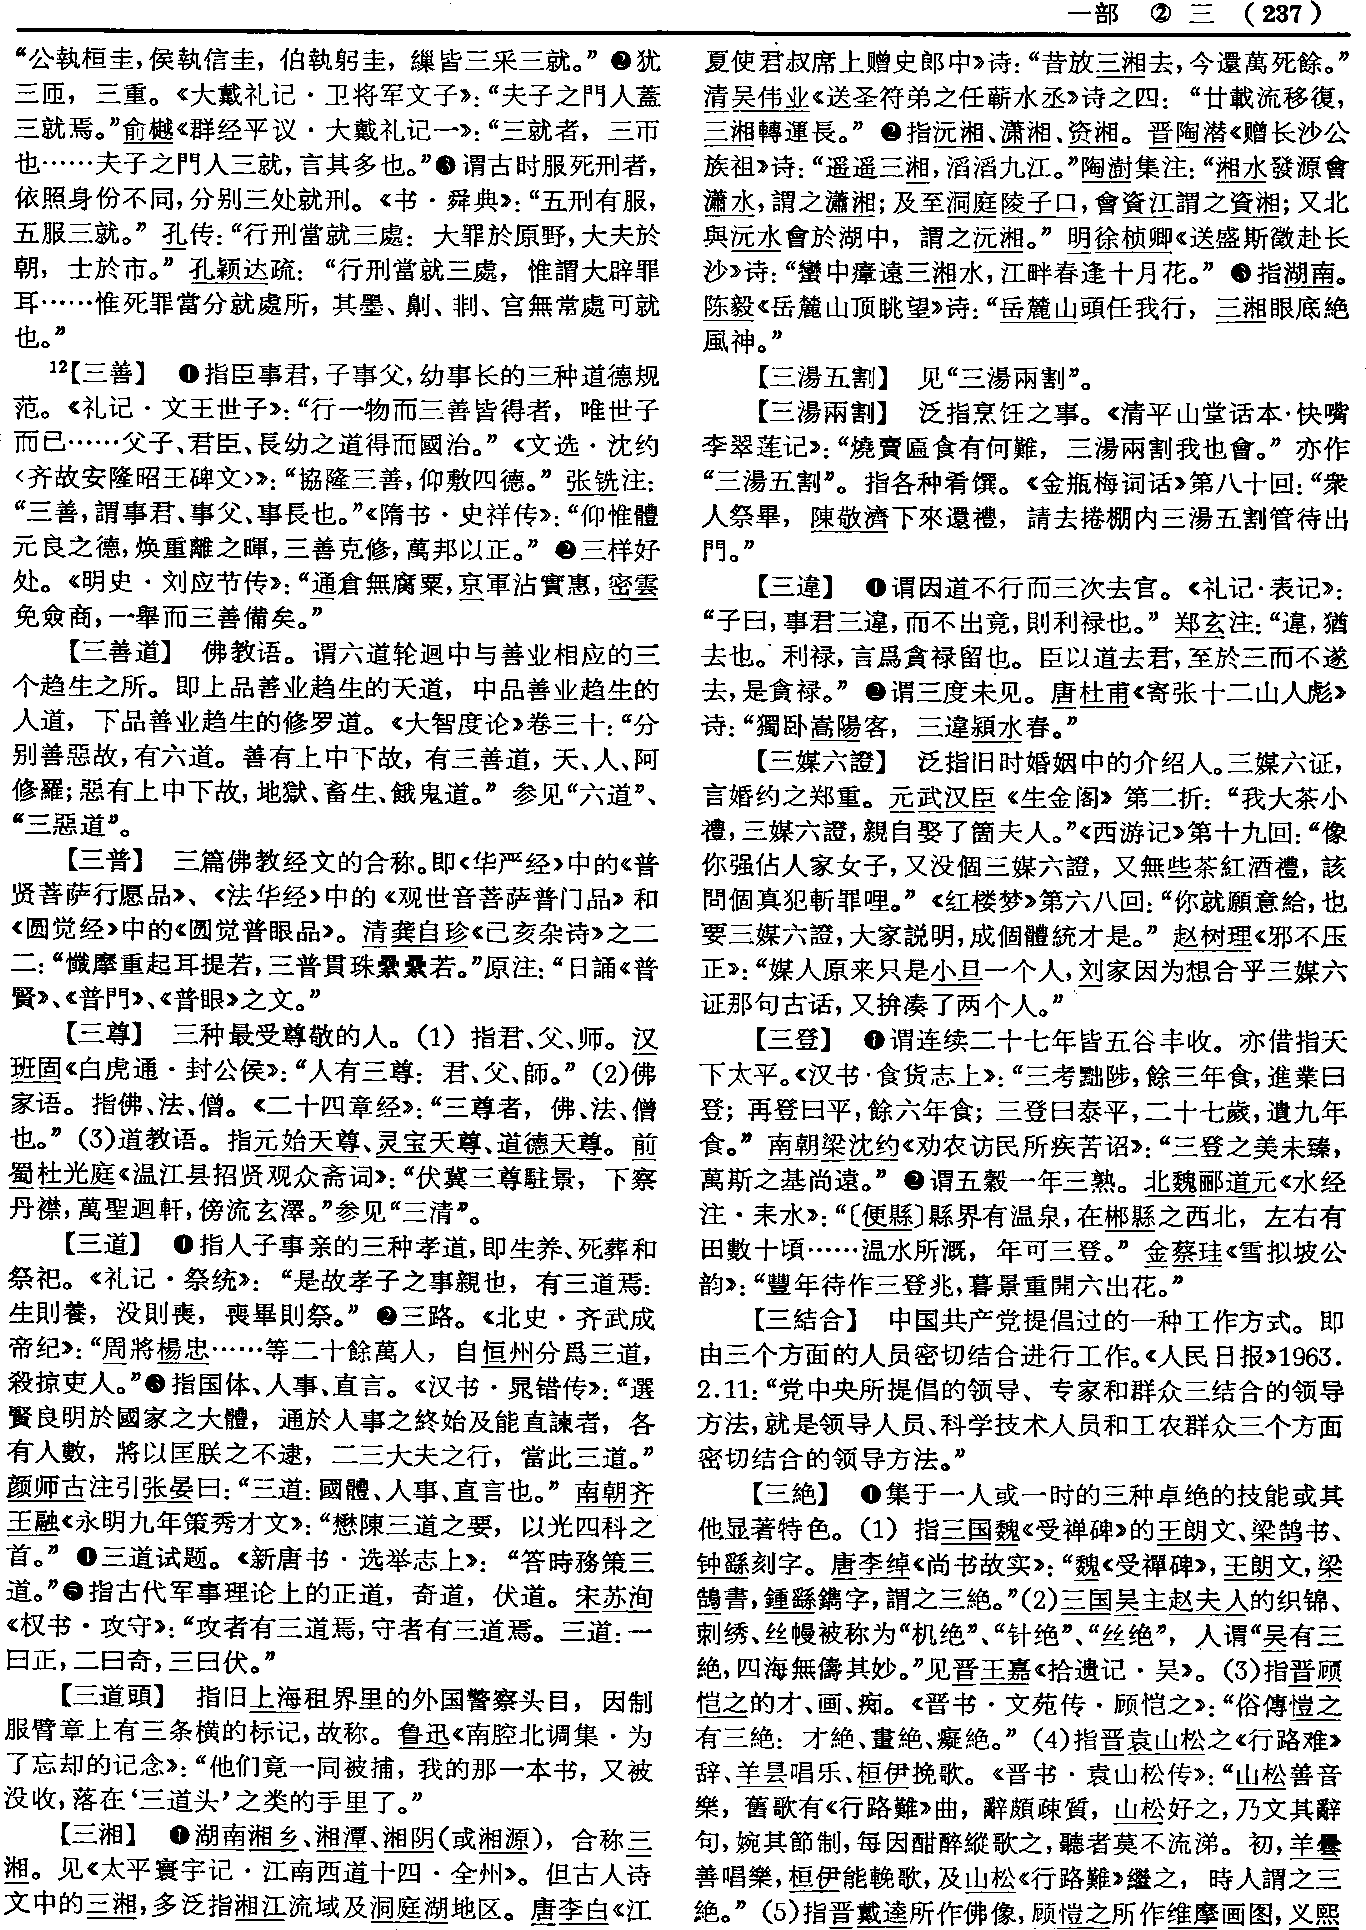 一部 ② 三 (237)
“公執桓圭，侯執信圭，伯執躬圭，繅皆三采三就。”❷犹
三匝，三重。《大戴礼记·卫将军文子》：“夫子之門人蓋
三就焉。”俞樾《群经平议·大戴礼记一》：“三就者，三帀
也……夫子之門人三就，言其多也。”❸谓古时服死刑者，
依照身份不同，分别三处就刑。《书·舜典》：“五刑有服，
五服三就。”孔传：“行刑當就三處：大罪於原野，大夫於
朝，士於市。”孔颖达疏：“行刑當就三處，惟謂大辟罪
耳……惟死罪當分就處所，其墨、劓、剕、宫無常處可就
也。”
12【三善】 ❶指臣事君，子事父，幼事长的三种道德规
范。《礼记·文王世子》：“行一物而三善皆得者，唯世子
而已……父子、君臣、長幼之道得而國治。”《文选·沈约
〈齐故安隆昭王碑文〉》：“協隆三善，仰敷四德。”张铣注：
“三善，謂事君、事父、事長也。”《隋书·史祥传》：“仰惟體
元良之德，焕重離之暉，三善克修，萬邦以正。”❷三样好
处。《明史·刘应节传》：“通倉無腐粟，京軍沾實惠，密雲
免僉商，一舉而三善備矣。”
【三善道】 佛教语。谓六道轮迴中与善业相应的三
个趋生之所。即上品善业趋生的天道，中品善业趋生的
人道，下品善业趋生的修罗道。《大智度论》卷三十：“分
别善惡故，有六道。善有上中下故，有三善道，天、人、阿
修羅；惡有上中下故，地獄、畜生、餓鬼道。”参见“六道”、
“三惡道”。
【三普】 三篇佛教经文的合称。即《华严经》中的《普
贤菩萨行愿品》、《法华经》中的《观世音菩萨普门品》和
《圆觉经》中的《圆觉普眼品》。清龚自珍《己亥杂诗》之二
二：“懺摩重起耳提若，三普貫珠纍纍若。”原注：“日誦《普
賢》、《普門》、《普眼》之文。”
【三尊】 三种最受尊敬的人。(1) 指君、父、师。汉
班固《白虎通·封公侯》：“人有三尊：君、父、師。”(2)佛
家语。指佛、法、僧。《二十四章经》：“三尊者，佛、法、僧
也。”(3)道教语。指元始天尊、灵宝天尊、道德天尊。前
蜀杜光庭《温江县招贤观众斋词》：“伏冀三尊駐景，下察
丹襟，萬聖迴軒，傍流玄澤。”参见“三清”。
【三道】 ❶指人子事亲的三种孝道，即生养、死葬和
祭祀。《礼记·祭统》：“是故孝子之事親也，有三道焉：
生則養，没則喪，喪畢則祭。”❷三路。《北史·齐武成
帝纪》：“周將楊忠……等二十餘萬人，自恒州分爲三道，
殺掠吏人。”❸指国体、人事、直言。《汉书·晁错传》：“選
賢良明於國家之大體，通於人事之終始及能直諫者，各
有人數，將以匡朕之不逮，二三大夫之行，當此三道。”
颜师古注引张晏曰：“三道：國體、人事、直言也。”南朝齐
王融《永明九年策秀才文》：“懋陳三道之要，以光四科之
首。”❹三道试题。《新唐书·选举志上》：“答時務策三
道。”❺指古代军事理论上的正道，奇道，伏道。宋苏洵
《权书·攻守》：“攻者有三道焉，守者有三道焉。三道：一
曰正，二曰奇，三曰伏。”
【三道頭】 指旧上海租界里的外国警察头目，因制
服臂章上有三条横的标记，故称。鲁迅《南腔北调集·为
了忘却的记念》：“他们竟一同被捕，我的那一本书，又被
没收，落在‘三道头’之类的手里了。”
【三湘】 ❶湖南湘乡、湘潭、湘阴(或湘源)，合称三
湘。见《太平寰宇记·江南西道十四·全州》。但古人诗
文中的三湘，多泛指湘江流域及洞庭湖地区。唐李白《江
夏使君叔席上赠史郎中》诗：“昔放三湘去，今還萬死餘。”
清吴伟业《送圣符弟之任蕲水丞》诗之四：“廿載流移復，
三湘轉運長。”❷指沅湘、潇湘、资湘。晋陶潜《赠长沙公
族祖》诗：“遥遥三湘，滔滔九江。”陶澍集注：“湘水發源會
瀟水，謂之瀟湘；及至洞庭陵子口，會資江謂之資湘；又北
與沅水會於湖中，謂之沅湘。”明徐桢卿《送盛斯徵赴长
沙》诗：“蠻中瘴遠三湘水，江畔春逢十月花。”❸指湖南。
陈毅《岳麓山顶眺望》诗：“岳麓山頭任我行，三湘眼底絶
風神。”
【三湯五割】 见“三湯兩割”。
【三湯兩割】 泛指烹饪之事。《清平山堂话本·快嘴
李翠莲记》：“燒賣匾食有何難，三湯兩割我也會。”亦作
“三湯五割”。指各种肴馔。《金瓶梅词话》第八十回：“衆
人祭畢，陳敬濟下來還禮，請去捲棚内三湯五割管待出
門。”
【三違】 ❶谓因道不行而三次去官。《礼记·表记》：
“子曰，事君三違，而不出竟，則利禄也。”郑玄注：“違，猶
去也。利禄，言爲貪禄留也。臣以道去君，至於三而不遂
去，是貪禄。”❷谓三度未见。唐杜甫《寄张十二山人彪》
诗：“獨卧嵩陽客，三違潁水春。”
【三媒六證】 泛指旧时婚姻中的介绍人。三媒六证，
言婚约之郑重。元武汉臣《生金阁》第二折：“我大茶小
禮，三媒六證，親自娶了箇夫人。”《西游记》第十九回：“像
你强佔人家女子，又没個三媒六證，又無些茶紅酒禮，該
問個真犯斬罪哩。”《红楼梦》第六八回：“你就願意給，也
要三媒六證，大家説明，成個體統才是。”赵树理《邪不压
正》：“媒人原来只是小旦一个人，刘家因为想合乎三媒六
证那句古话，又拚凑了两个人。”
【三登】 ❶谓连续二十七年皆五谷丰收。亦借指天
下太平。《汉书·食货志上》：“三考黜陟，餘三年食，進業曰
登；再登曰平，餘六年食；三登曰泰平，二十七歲，遺九年
食。”南朝梁沈约《劝农访民所疾苦诏》：“三登之美未臻，
萬斯之基尚遠。”❷谓五穀一年三熟。北魏郦道元《水经
注·耒水》：“〔便縣〕縣界有温泉，在郴縣之西北，左右有
田數十頃……温水所溉，年可三登。”金蔡珪《雪拟坡公
韵》：“豐年待作三登兆，暮景重開六出花。”
【三結合】 中国共产党提倡过的一种工作方式。即
由三个方面的人员密切结合进行工作。《人民日报》1963.
2.11：“党中央所提倡的领导、专家和群众三结合的领导
方法，就是领导人员、科学技术人员和工农群众三个方面
密切结合的领导方法。”
【三絶】 ❶集于一人或一时的三种卓绝的技能或其
他显著特色。(1) 指三国魏《受禅碑》的王朗文、梁鹄书、
钟繇刻字。唐李绰《尚书故实》：“魏《受禪碑》，王朗文，梁
鵠書，鍾繇鐫字，謂之三絶。”(2)三国吴主赵夫人的织锦、
刺绣、丝幔被称为“机绝”、“针绝”、“丝绝”，人谓“吴有三
絶，四海無儔其妙。”见晋王嘉《拾遗记·吴》。(3)指晋顾
恺之的才、画、痴。《晋书·文苑传·顾恺之》：“俗傳愷之
有三絶：才絶、畫絶、癡絶。”(4)指晋袁山松之《行路难》
辞、羊昙唱乐、桓伊挽歌。《晋书·袁山松传》：“山松善音
樂，舊歌有《行路難》曲，辭頗疎質，山松好之，乃文其辭
句，婉其節制，每因酣醉縱歌之，聽者莫不流涕。初，羊曇
善唱樂，桓伊能輓歌，及山松《行路難》繼之，時人謂之三
絶。”(5)指晋戴逵所作佛像，顾恺之所作维摩画图，义熙